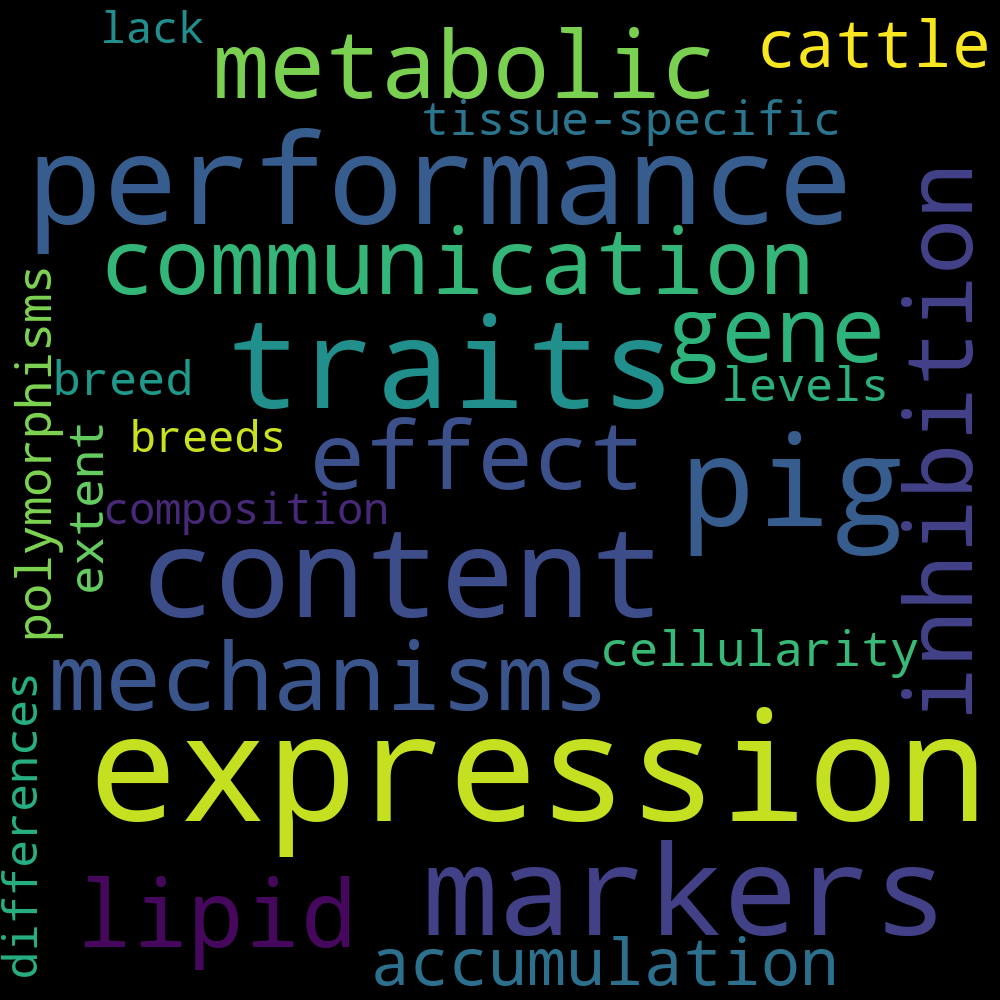 lack
metabolic
cattle
tissue-specific
performance
communication
inhibition
traits
gene
levels
polymorphisms
breed
breeds
effect
extent
pig
composition
content
cellularity
mechanisms
differences
expression
markers
lipid
accumulation